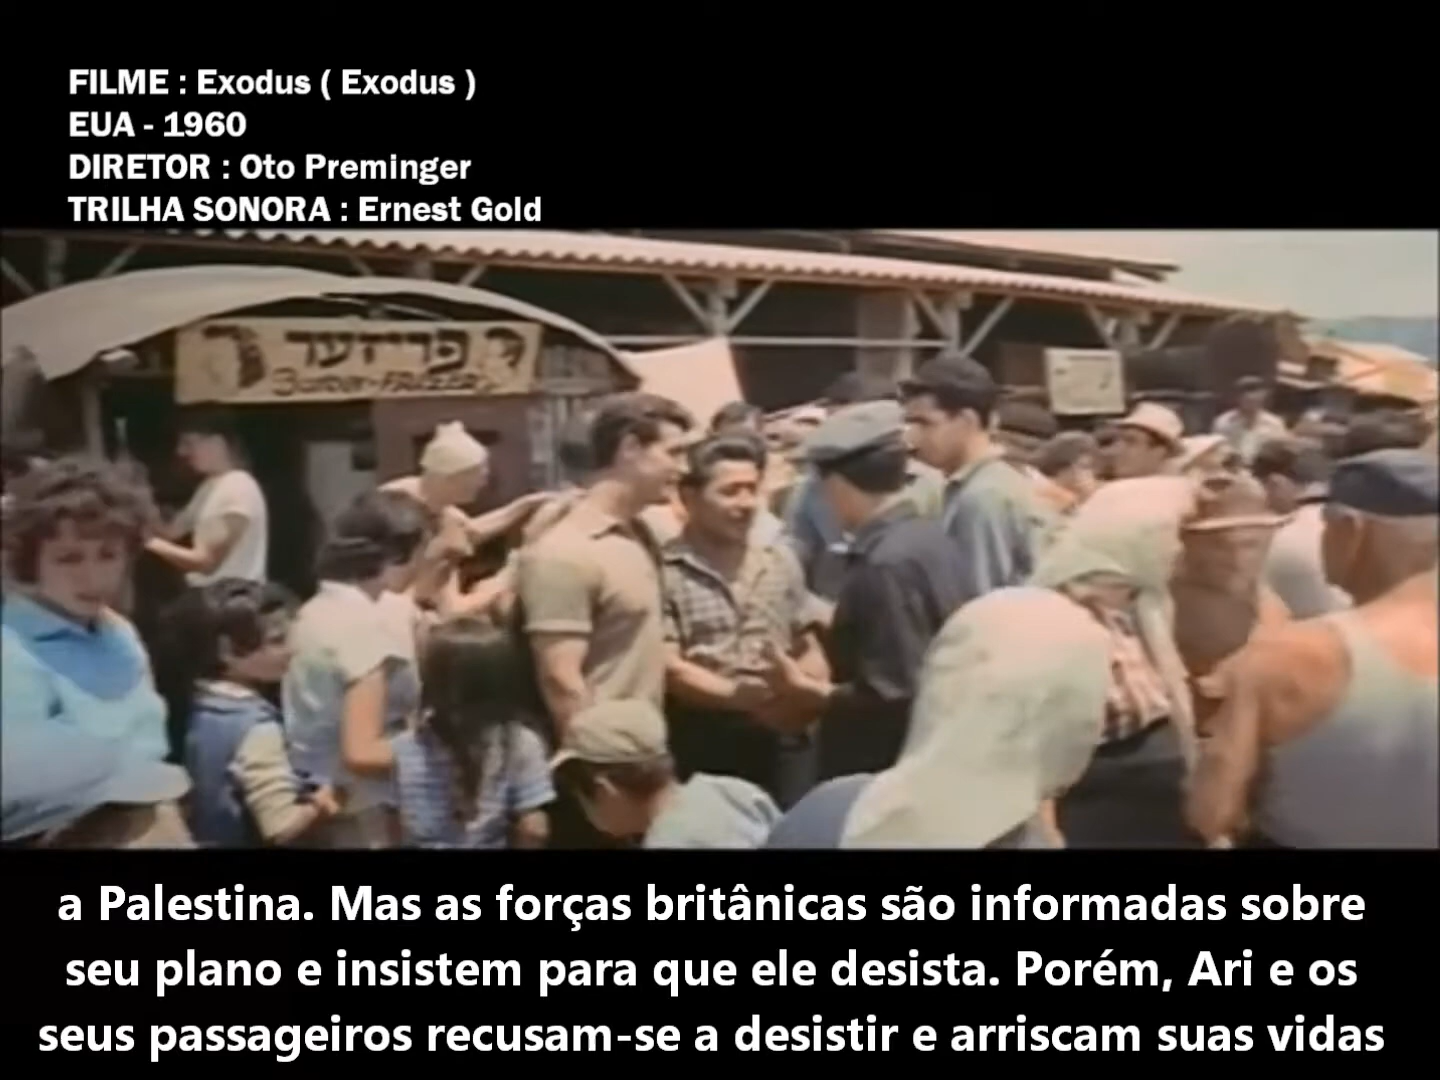 FILME : Exodus ( Exodus )
EUA - 1960
DIRETOR : Oto Preminger
TRILHA SONORA : Ernest Gold
פריזער
a Palestina. Mas as forças britânicas são informadas sobre
seu plano e insistem para que ele desista. Porém, Ari e os
seus passageiros recusam-se a desistir e arriscam suas vidas